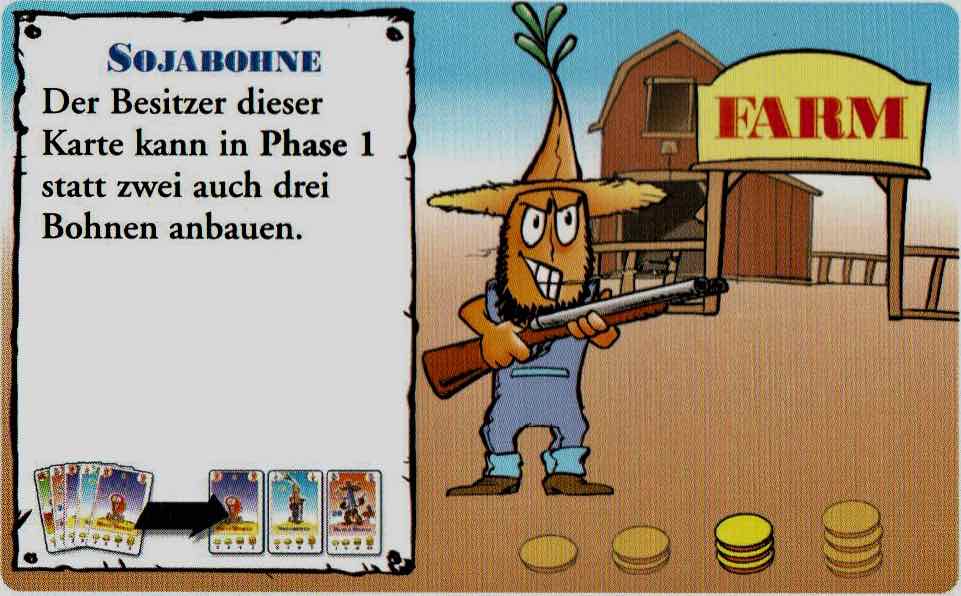 SOJABOHNE
Der Besitzer dieser
Karte kann in Phase 1
statt zwei auch drei
Bohnen anbauen.
FARM